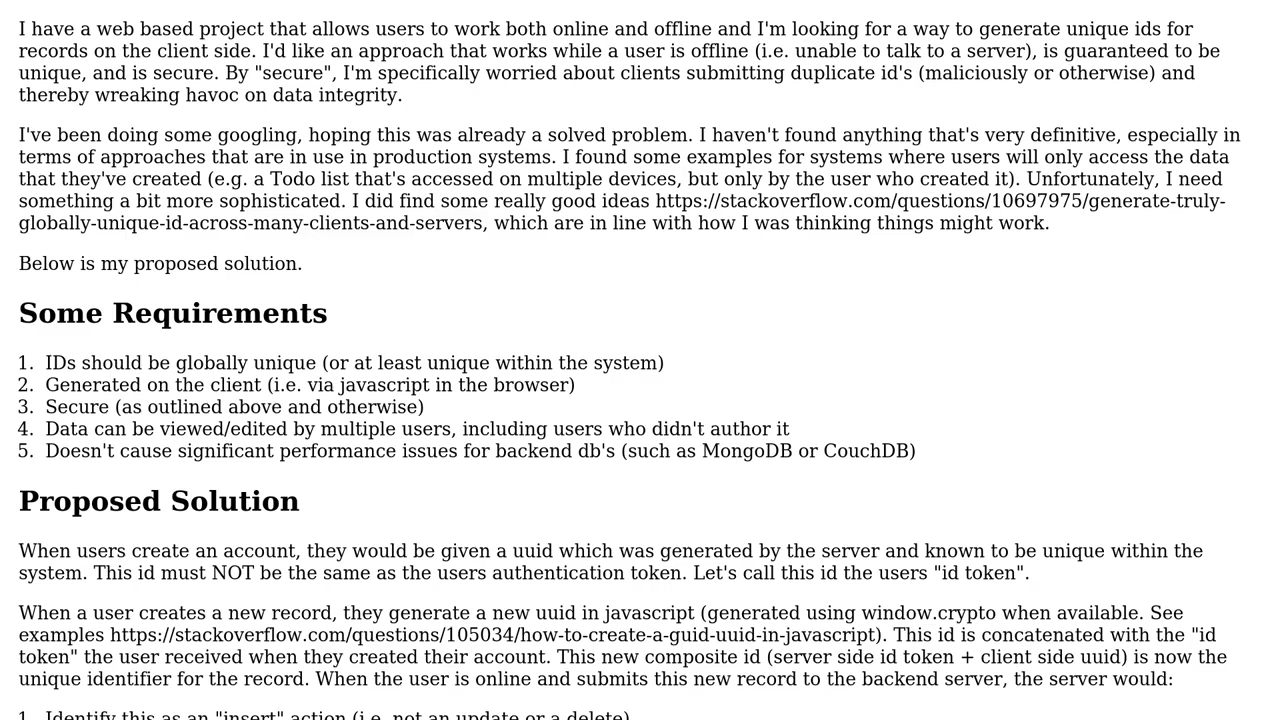 I have a web based project that allows users to work both online and offline and I'm looking for a way to generate unique ids for
records on the client side. I'd like an approach that works while a user is offline (i.e. unable to talk to a server), is guaranteed to be
unique, and is secure. By "secure", I'm specifically worried about clients submitting duplicate id's (maliciously or otherwise) and
thereby wreaking havoc on data integrity.
I've been doing some googling, hoping this was already a solved problem. I haven't found anything that's very definitive, especially in
terms of approaches that are in use in production systems. I found some examples for systems where users will only access the data
that they've created (e.g. a Todo list that's accessed on multiple devices, but only by the user who created it). Unfortunately, I need
something a bit more sophisticated. I did find some really good ideas https://stackoverflow.com/questions/10697975/generate-truly-
globally-unique-id-across-many-clients-and-servers, which are in line with how I was thinking things might work.
Below is my proposed solution.
Some Requirements
1. IDs should be globally unique (or at least unique within the system)
2. Generated on the client (i.e. via javascript in the browser)
3. Secure (as outlined above and otherwise)
4. Data can be viewed/edited by multiple users, including users who didn't author it
5. Doesn't cause significant performance issues for backend db's (such as MongoDB or CouchDB)
Proposed Solution
When users create an account, they would be given a uuid which was generated by the server and known to be unique within the
system. This id must NOT be the same as the users authentication token. Let's call this id the users "id token".
When a user creates a new record, they generate a new uuid in javascript (generated using window.crypto when available. See
examples https://stackoverflow.com/questions/105034/how-to-create-a-guid-uuid-in-javascript). This id is concatenated with the "id
token" the user received when they created their account. This new composite id (server side id token + client side uuid) is now the
unique identifier for the record. When the user is online and submits this new record to the backend server, the server would:
1. Identify this as an "insert" action (i.e. not an update or a delete)